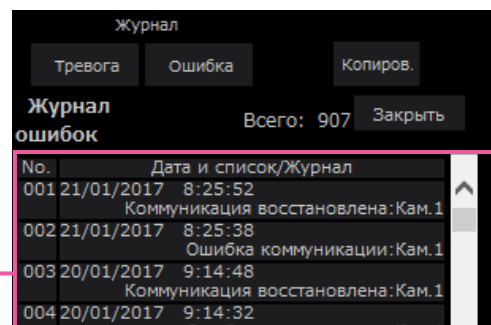 Журнал
Тревога Ошибка Копиров.
Журнал ошибок Всего: 907 Закрыть
No. Дата и список/Журнал
001 21/01/2017 8:25:52
Коммуникация восстановлена:Кам.1
002 21/01/2017 8:25:38
Ошибка коммуникации:Кам.1
003 20/01/2017 9:14:48
Коммуникация восстановлена:Кам.1
004 20/01/2017 9:14:32